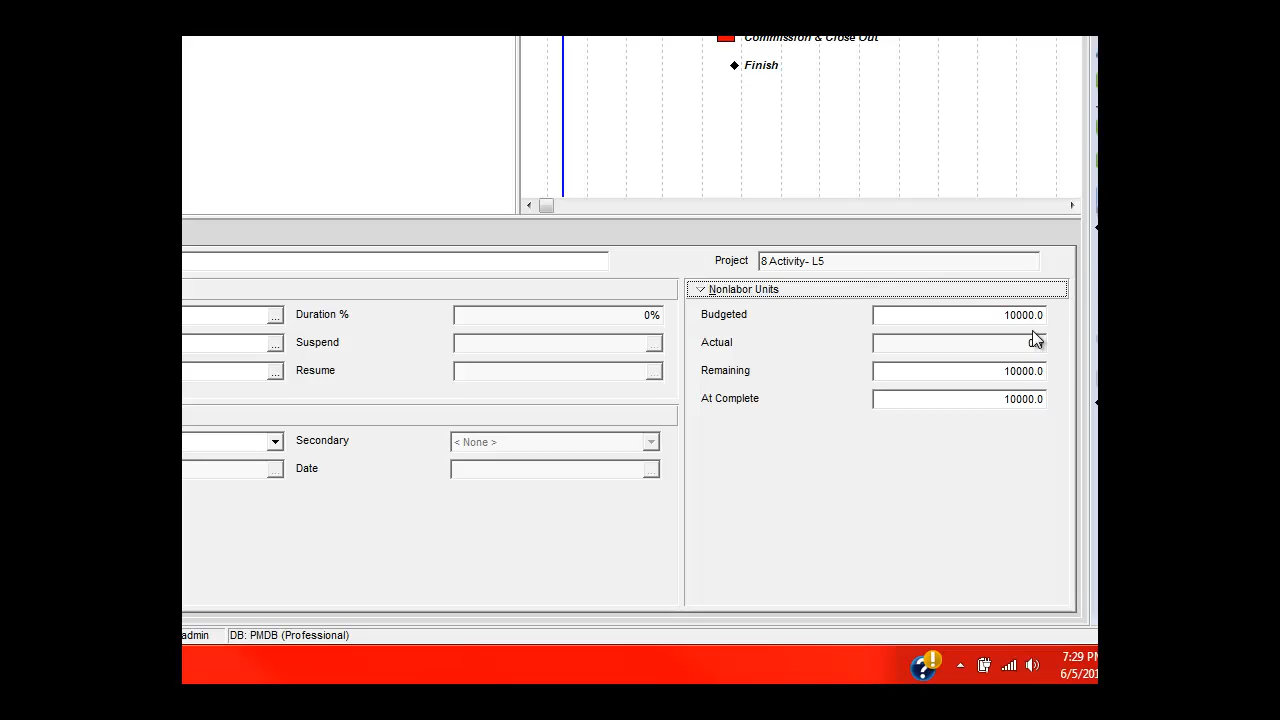 Commission & Close Out
Finish
Project 8 Activity- L5
Nonlabor Units
Duration % 0%
Budgeted 10000.0
Suspend
Actual
Resume
Remaining 10000.0
At Complete 10000.0
Secondary < None >
Date
admin DB: PMDB (Professional)
7:29 PM
6/5/201